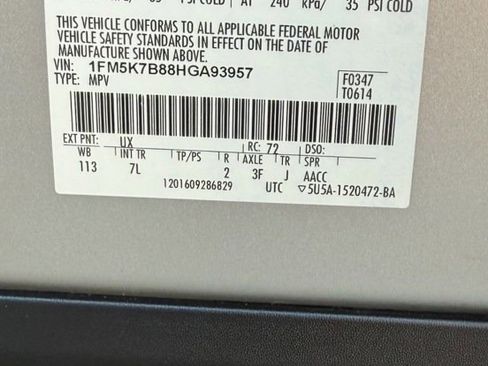 PSI COLD AT 240 kPa/ 35 PSI COLD
THIS VEHICLE CONFORMS TO ALL APPLICABLE FEDERAL MOTOR
VEHICLE SAFETY STANDARDS IN EFFECT ON THE DATE OF
MANUFACTURE SHOWN ABOVE.
VIN: 1FM5K7B88HGA93957
TYPE: MPV
F0347
T0614
EXT PNT: UX RC: 72 DSO:
WB INT TR TP/PS R AXLE TR SPR
113 7L 2 3F J AACC
1201609286829 UTC ▽5U5A-1520472-BA